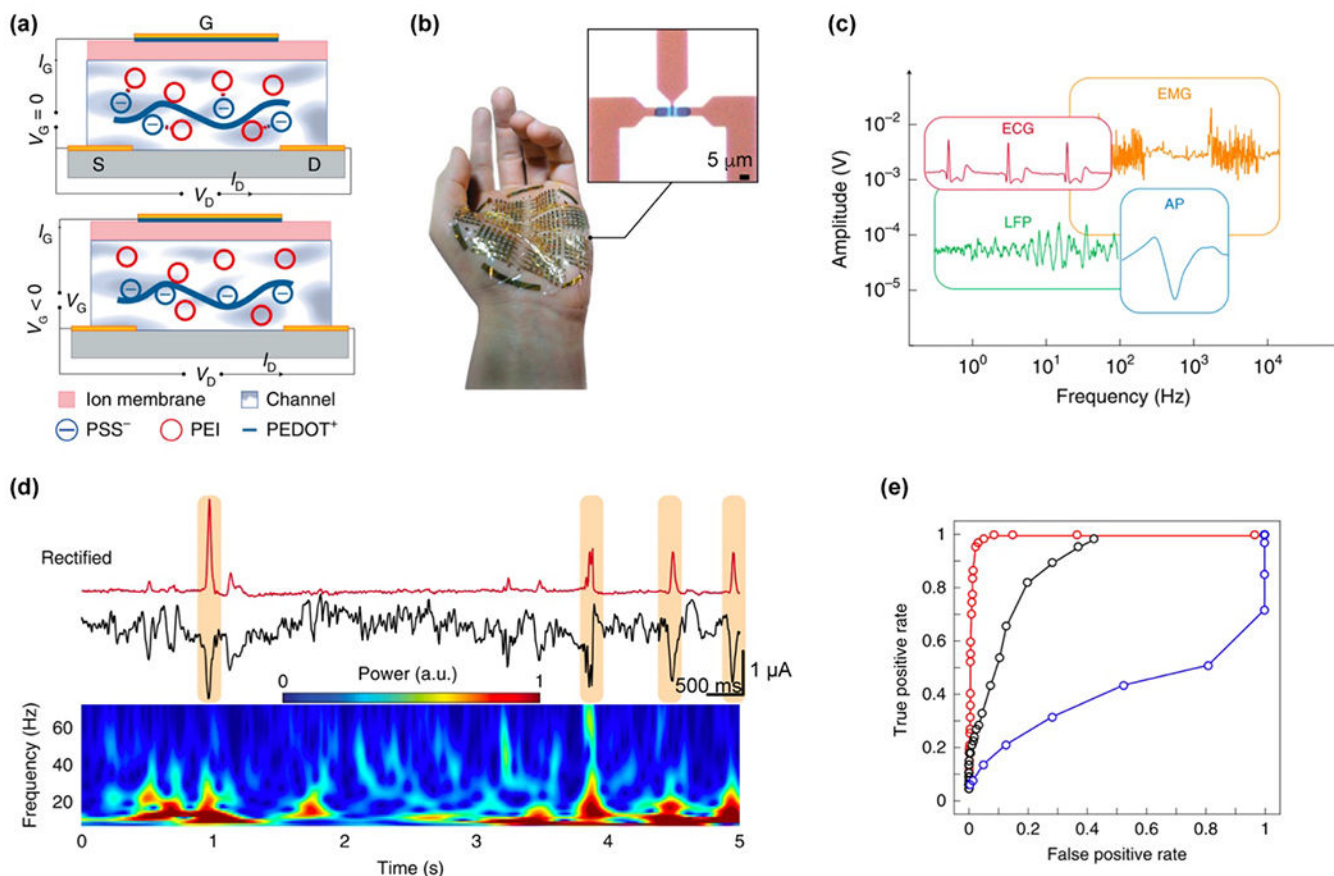 (a)
G
I_G
V_G = 0
S
D
I_D
V_D
I_G
V_G
V_G < 0
I_D
V_D
Ion membrane
Channel
PSS⁻
PEI
PEDOT⁺
(b)
5 μm
(c)
Amplitude (V)
10⁻²
10⁻³
10⁻⁴
10⁻⁵
EMG
ECG
AP
LFP
10⁰ 10¹ 10² 10³ 10⁴
Frequency (Hz)
(d)
Rectified
1 μA
500 ms
Power (a.u.)
0 1
Frequency (Hz)
60
40
20
0 1 2 3 4 5
Time (s)
(e)
True positive rate
1
0.8
0.6
0.4
0.2
0
0 0.2 0.4 0.6 0.8 1
False positive rate